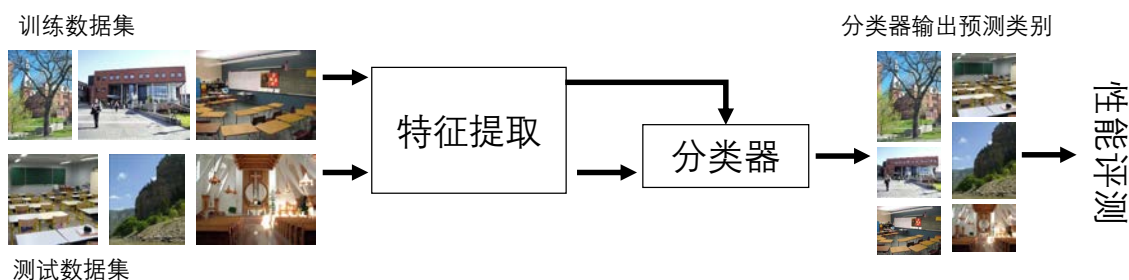 训练数据集
分类器输出预测类别
特征提取
分类器
性能评测
测试数据集